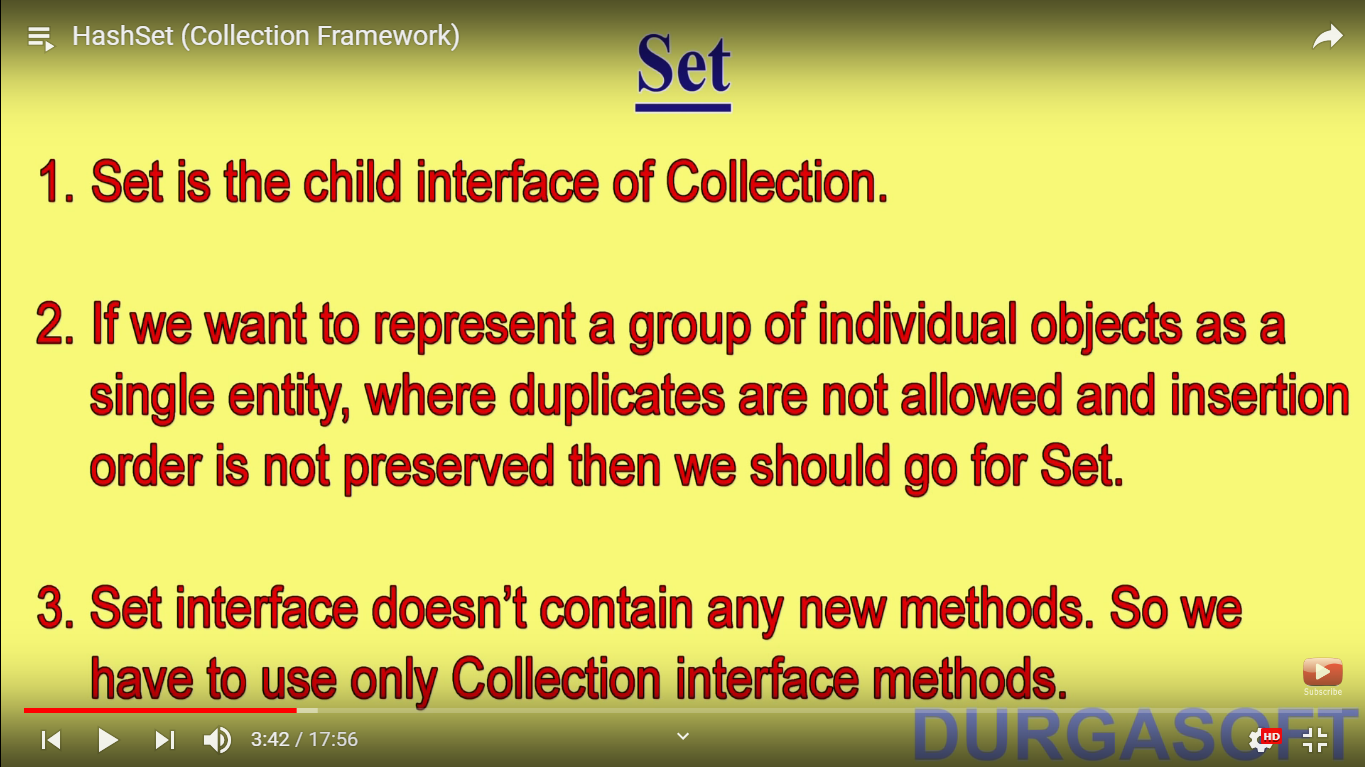 HashSet (Collection Framework)
Set
1. Set is the child interface of Collection.
2. If we want to represent a group of individual objects as a
single entity, where duplicates are not allowed and insertion
order is not preserved then we should go for Set.
3. Set interface doesn’t contain any new methods. So we
have to use only Collection interface methods.
Subscribe
DURGASOFT
3:42 / 17:56
HD